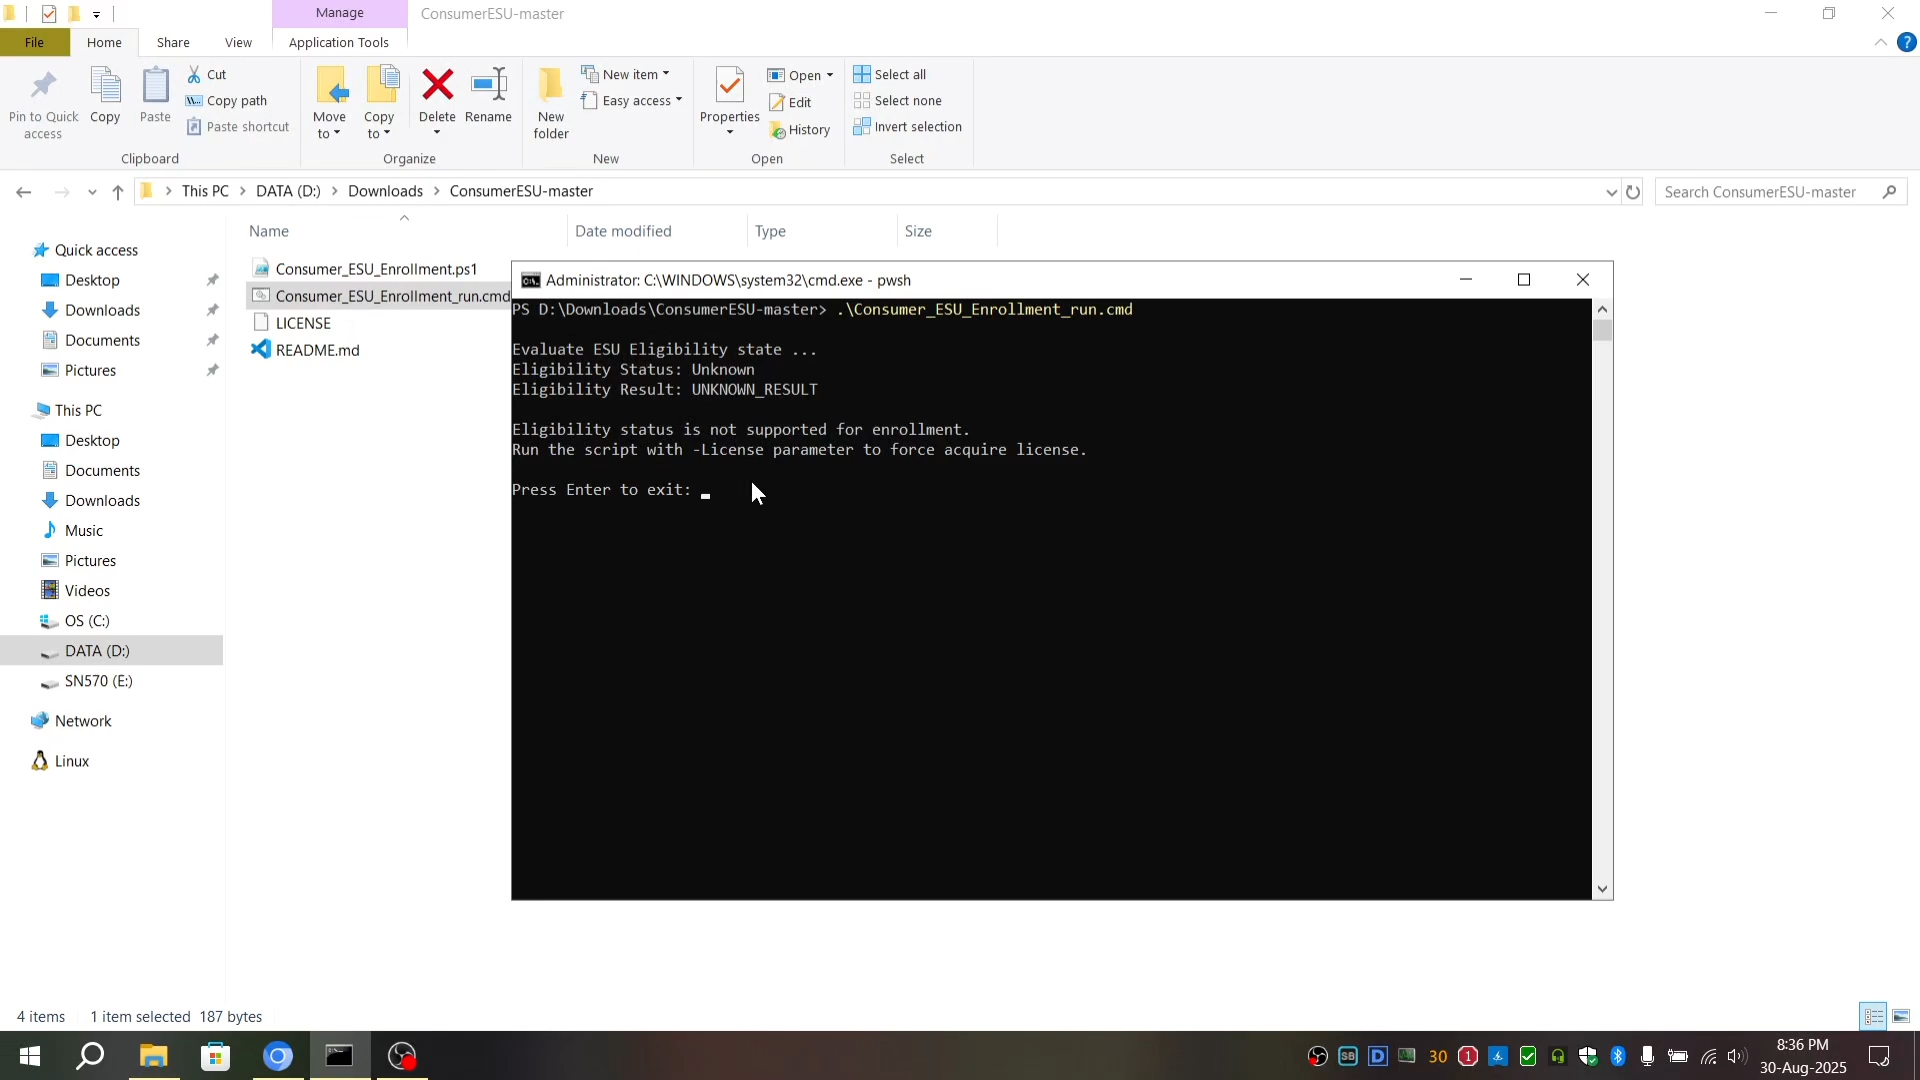 Manage
ConsumerESU-master
File
Home
Share
View
Application Tools
Pin to Quick access
Copy
Paste
Cut
Copy path
Paste shortcut
Clipboard
Move to
Copy to
Delete
Rename
Organize
New folder
New item
Easy access
New
Properties
Open
Edit
History
Open
Select all
Select none
Invert selection
Select
This PC
DATA (D:)
Downloads
ConsumerESU-master
Search ConsumerESU-master
Name
Date modified
Type
Size
Quick access
Desktop
Downloads
Documents
Pictures
This PC
Desktop
Documents
Downloads
Music
Pictures
Videos
OS (C:)
DATA (D:)
SN570 (E:)
Network
Linux
Consumer_ESU_Enrollment.ps1
Consumer_ESU_Enrollment_run.cmd
LICENSE
README.md
Administrator: C:\WINDOWS\system32\cmd.exe - pwsh
PS D:\Downloads\ConsumerESU-master> .\Consumer_ESU_Enrollment_run.cmd
Evaluate ESU Eligibility state ...
Eligibility Status: Unknown
Eligibility Result: UNKNOWN_RESULT
Eligibility status is not supported for enrollment.
Run the script with -License parameter to force acquire license.
Press Enter to exit:
4 items
1 item selected 187 bytes
SB
D
30
1
8:36 PM
30-Aug-2025